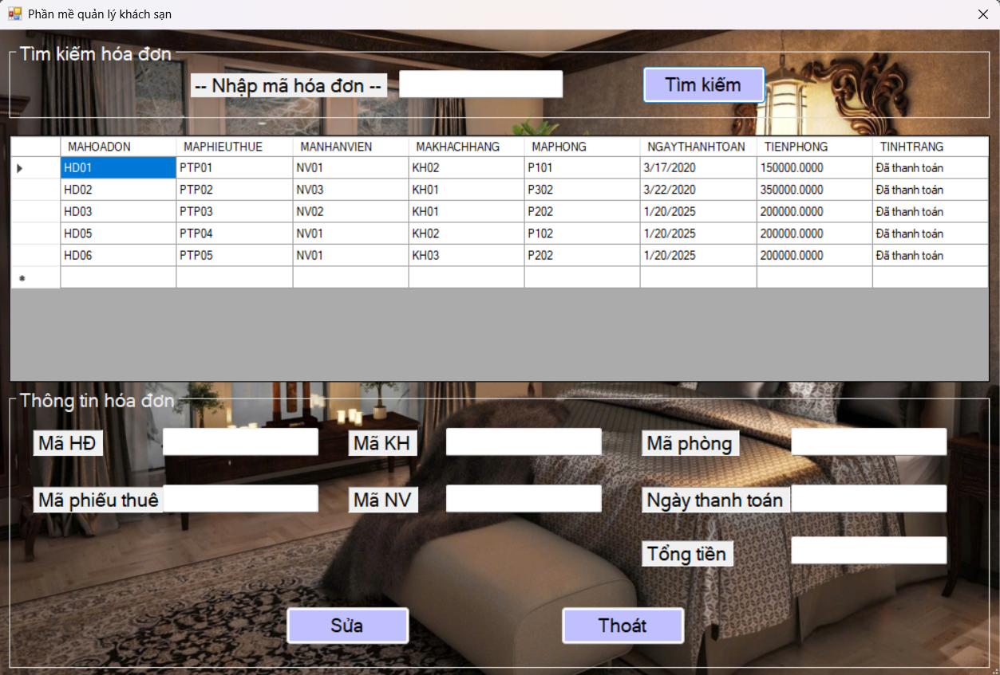 Phần mề quản lý khách sạn
Tìm kiếm hóa đơn
-- Nhập mã hóa đơn -- Tìm kiếm
MAHOADON MAPHIEUTHUE MANHANVIEN MAKHACHHANG MAPHONG NGAYTHANHTOAN TIENPHONG TINHTRANG
HD01 PTP01 NV01 KH02 P101 3/17/2020 150000.0000 Đã thanh toán
HD02 PTP02 NV03 KH01 P302 3/22/2020 350000.0000 Đã thanh toán
HD03 PTP03 NV02 KH01 P202 1/20/2025 200000.0000 Đã thanh toán
HD05 PTP04 NV01 KH02 P102 1/20/2025 200000.0000 Đã thanh toán
HD06 PTP05 NV01 KH03 P202 1/20/2025 200000.0000 Đã thanh toán
Thông tin hóa đơn
Mã HĐ Mã KH Mã phòng
Mã phiếu thuê Mã NV Ngày thanh toán
Tổng tiền
Sửa Thoát